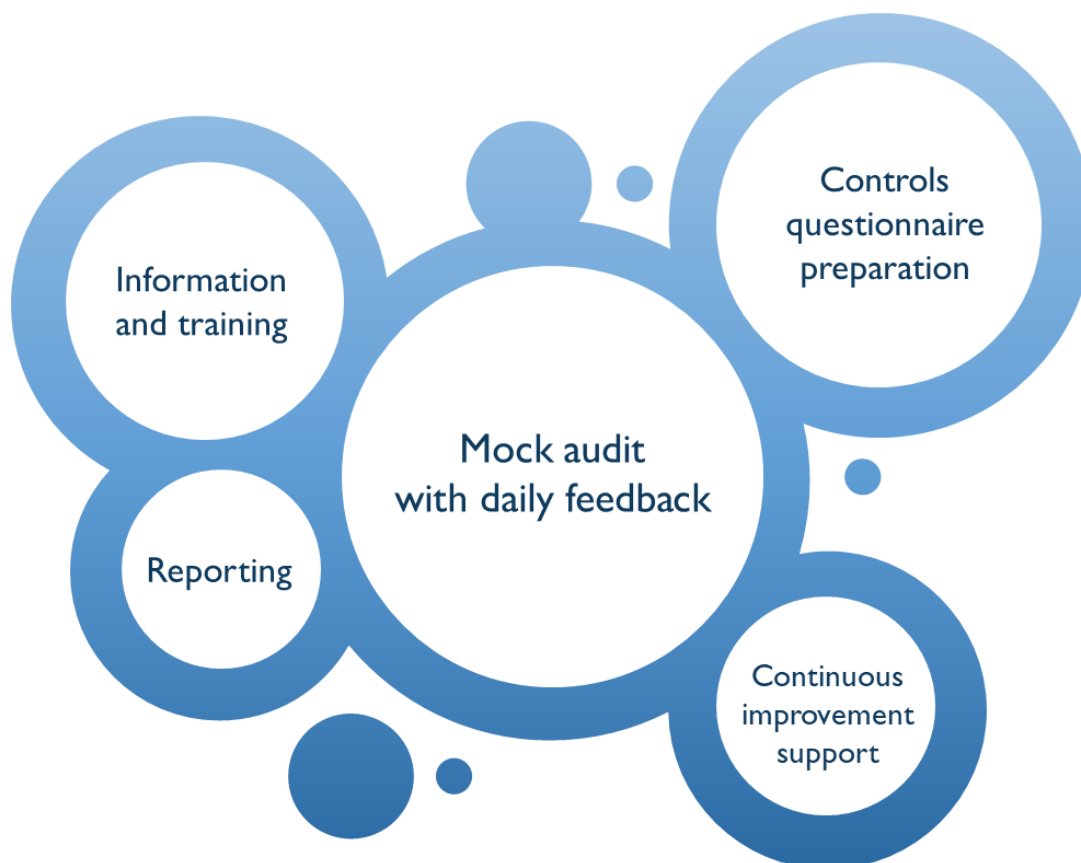 Controls
questionnaire
preparation
Information
and training
Mock audit
with daily feedback
Reporting
Continuous
improvement
support